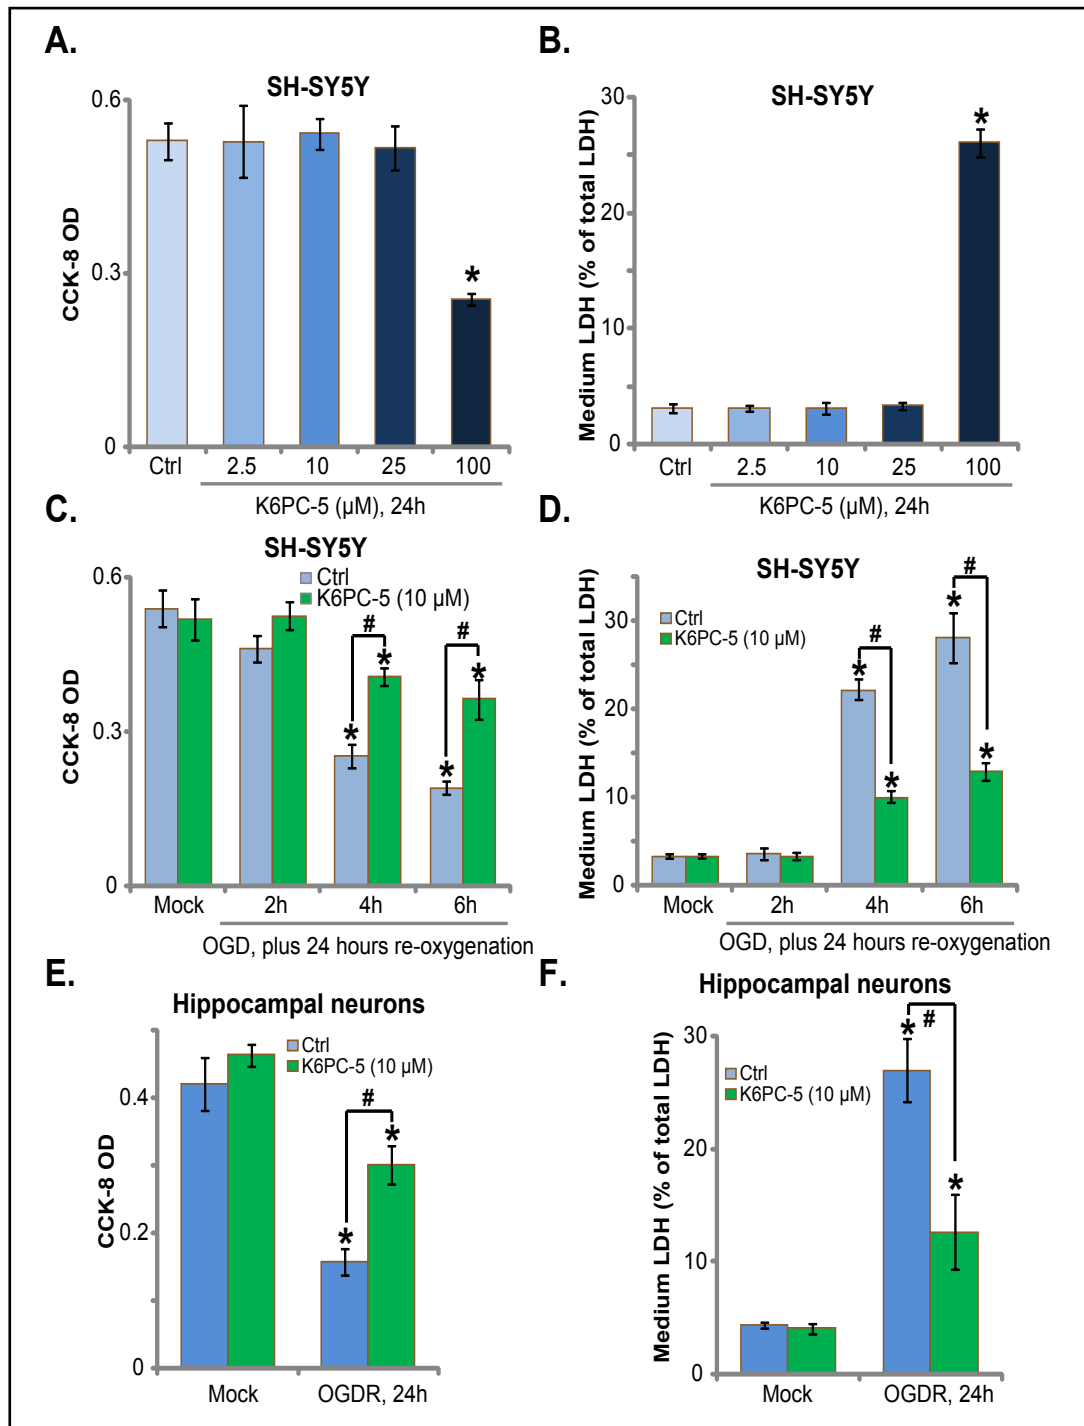 A.
SH-SY5Y
CCK-8 OD
0.6
0.3
0
*
Ctrl 2.5 10 25 100
K6PC-5 (µM), 24h
B.
SH-SY5Y
Medium LDH (% of total LDH)
30
20
10
0
*
Ctrl 2.5 10 25 100
K6PC-5 (µM), 24h
C.
SH-SY5Y
Ctrl
K6PC-5 (10 µM)
CCK-8 OD
0.6
0.3
0
# #
* * * *
Mock 2h 4h 6h
OGD, plus 24 hours re-oxygenation
D.
SH-SY5Y
Ctrl
K6PC-5 (10 µM)
Medium LDH (% of total LDH)
30
20
10
0
# #
* * * *
Mock 2h 4h 6h
OGD, plus 24 hours re-oxygenation
E.
Hippocampal neurons
Ctrl
K6PC-5 (10 µM)
CCK-8 OD
0.4
0.2
0
#
* *
Mock OGDR, 24h
F.
Hippocampal neurons
Ctrl
K6PC-5 (10 µM)
Medium LDH (% of total LDH)
30
20
10
0
* #
*
Mock OGDR, 24h